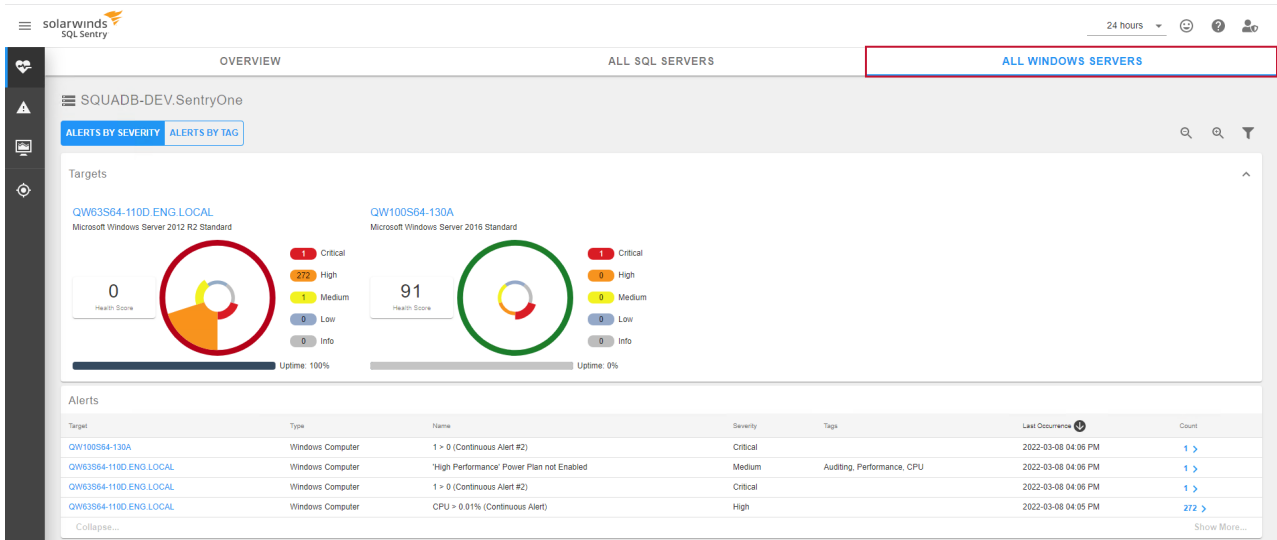 solarwinds
SQL Sentry
24 hours
OVERVIEW
ALL SQL SERVERS
ALL WINDOWS SERVERS
SQUADB-DEV.SentryOne
ALERTS BY SEVERITY
ALERTS BY TAG
Targets
QW63S64-110D.ENG.LOCAL
Microsoft Windows Server 2012 R2 Standard
0
Health Score
1 Critical
272 High
1 Medium
0 Low
0 Info
Uptime: 100%
QW100S64-130A
Microsoft Windows Server 2016 Standard
91
Health Score
1 Critical
0 High
0 Medium
0 Low
0 Info
Uptime: 0%
Alerts
Target Type Name Severity Tags Last Occurrence Count
QW100S64-130A Windows Computer 1 > 0 (Continuous Alert #2) Critical 2022-03-08 04:06 PM 1 >
QW63S64-110D.ENG.LOCAL Windows Computer 'High Performance' Power Plan not Enabled Medium Auditing, Performance, CPU 2022-03-08 04:06 PM 1 >
QW63S64-110D.ENG.LOCAL Windows Computer 1 > 0 (Continuous Alert #2) Critical 2022-03-08 04:06 PM 1 >
QW63S64-110D.ENG.LOCAL Windows Computer CPU > 0.01% (Continuous Alert) High 2022-03-08 04:05 PM 272 >
Collapse... Show More...